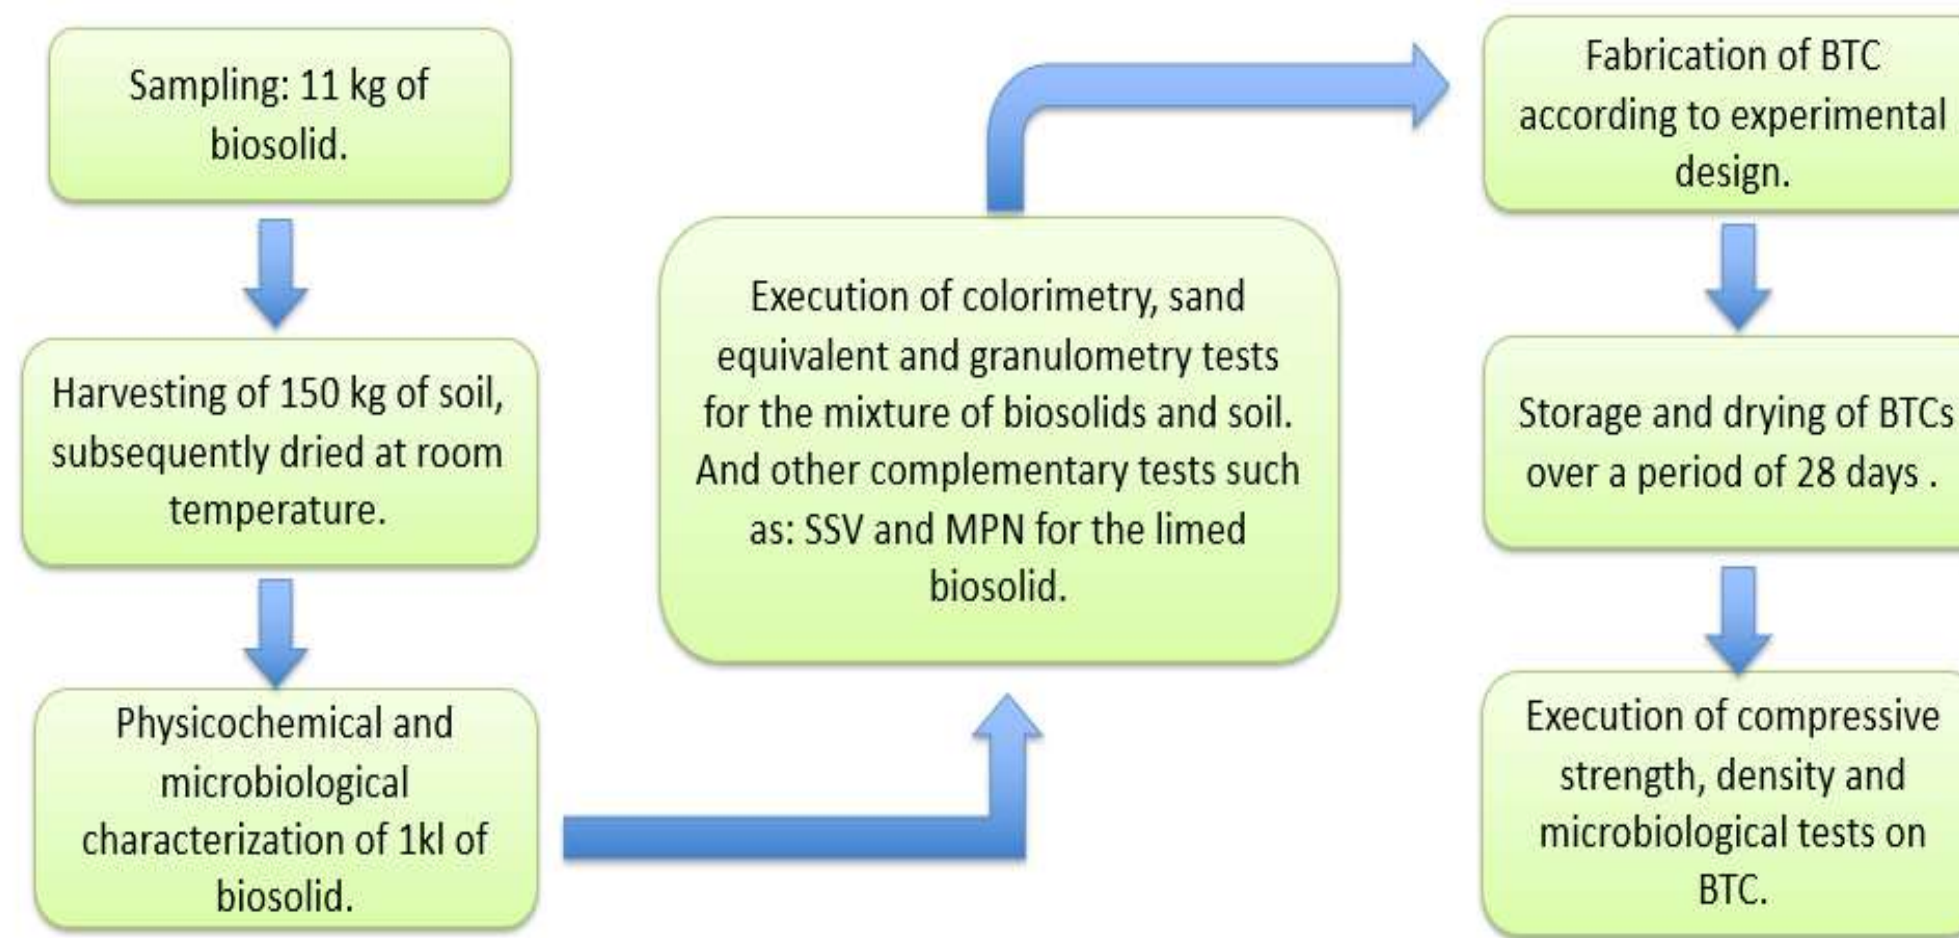 Sampling: 11 kg of
biosolid.
Harvesting of 150 kg of soil,
subsequently dried at room
temperature.
Physicochemical and
microbiological
characterization of 1kl of
biosolid.
Execution of colorimetry, sand
equivalent and granulometry tests
for the mixture of biosolids and soil.
And other complementary tests such
as: SSV and MPN for the limed
biosolid.
Fabrication of BTC
according to experimental
design.
Storage and drying of BTCs
over a period of 28 days .
Execution of compressive
strength, density and
microbiological tests on
BTC.